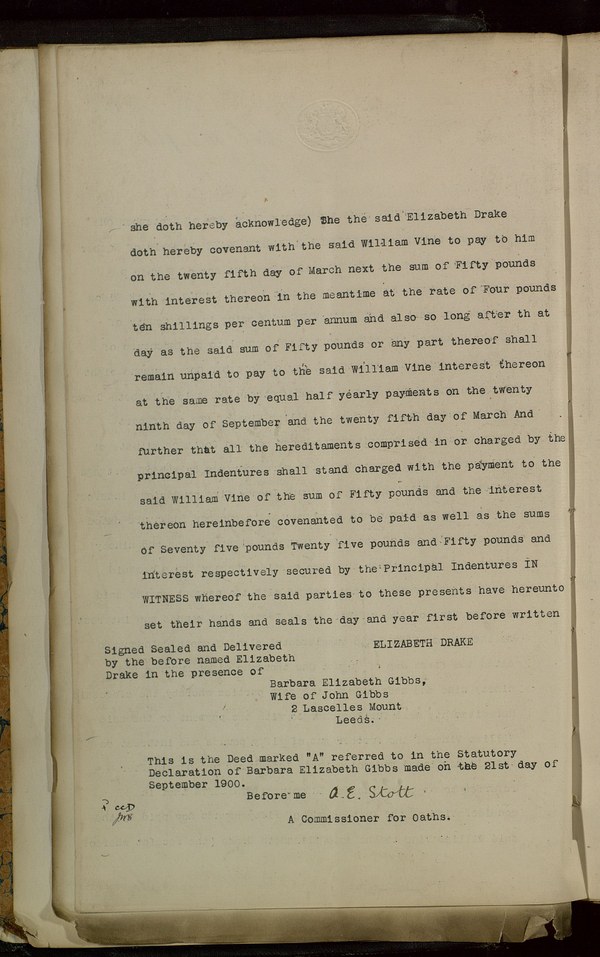 she doth hereby acknowledge) She the said Elizabeth Drake
doth hereby covenant with the said William Vine to pay to him
on the twenty fifth day of March next the sum of Fifty pounds
with interest thereon in the meantime at the rate of Four pounds
ten shillings per centum per annum and also so long after th at
day as the said sum of Fifty pounds or any part thereof shall
remain unpaid to pay to the said William Vine interest thereon
at the same rate by equal half yearly payments on the twenty
ninth day of September and the twenty fifth day of March And
further that all the hereditaments comprised in or charged by the
principal Indentures shall stand charged with the payment to the
said William Vine of the sum of Fifty pounds and the interest
thereon hereinbefore covenanted to be paid as well as the sums
of Seventy five pounds Twenty five pounds and Fifty pounds and
interest respectively secured by the Principal Indentures IN
WITNESS whereof the said parties to these presents have hereunto
set their hands and seals the day and year first before written
Signed Sealed and Delivered ELIZABETH DRAKE
by the before named Elizabeth
Drake in the presence of
Barbara Elizabeth Gibbs,
Wife of John Gibbs
2 Lascelles Mount
Leeds.
This is the Deed marked "A" referred to in the Statutory
Declaration of Barbara Elizabeth Gibbs made on the 21st day of
September 1900.
Before me A.E. Stott
A Commissioner for Oaths.